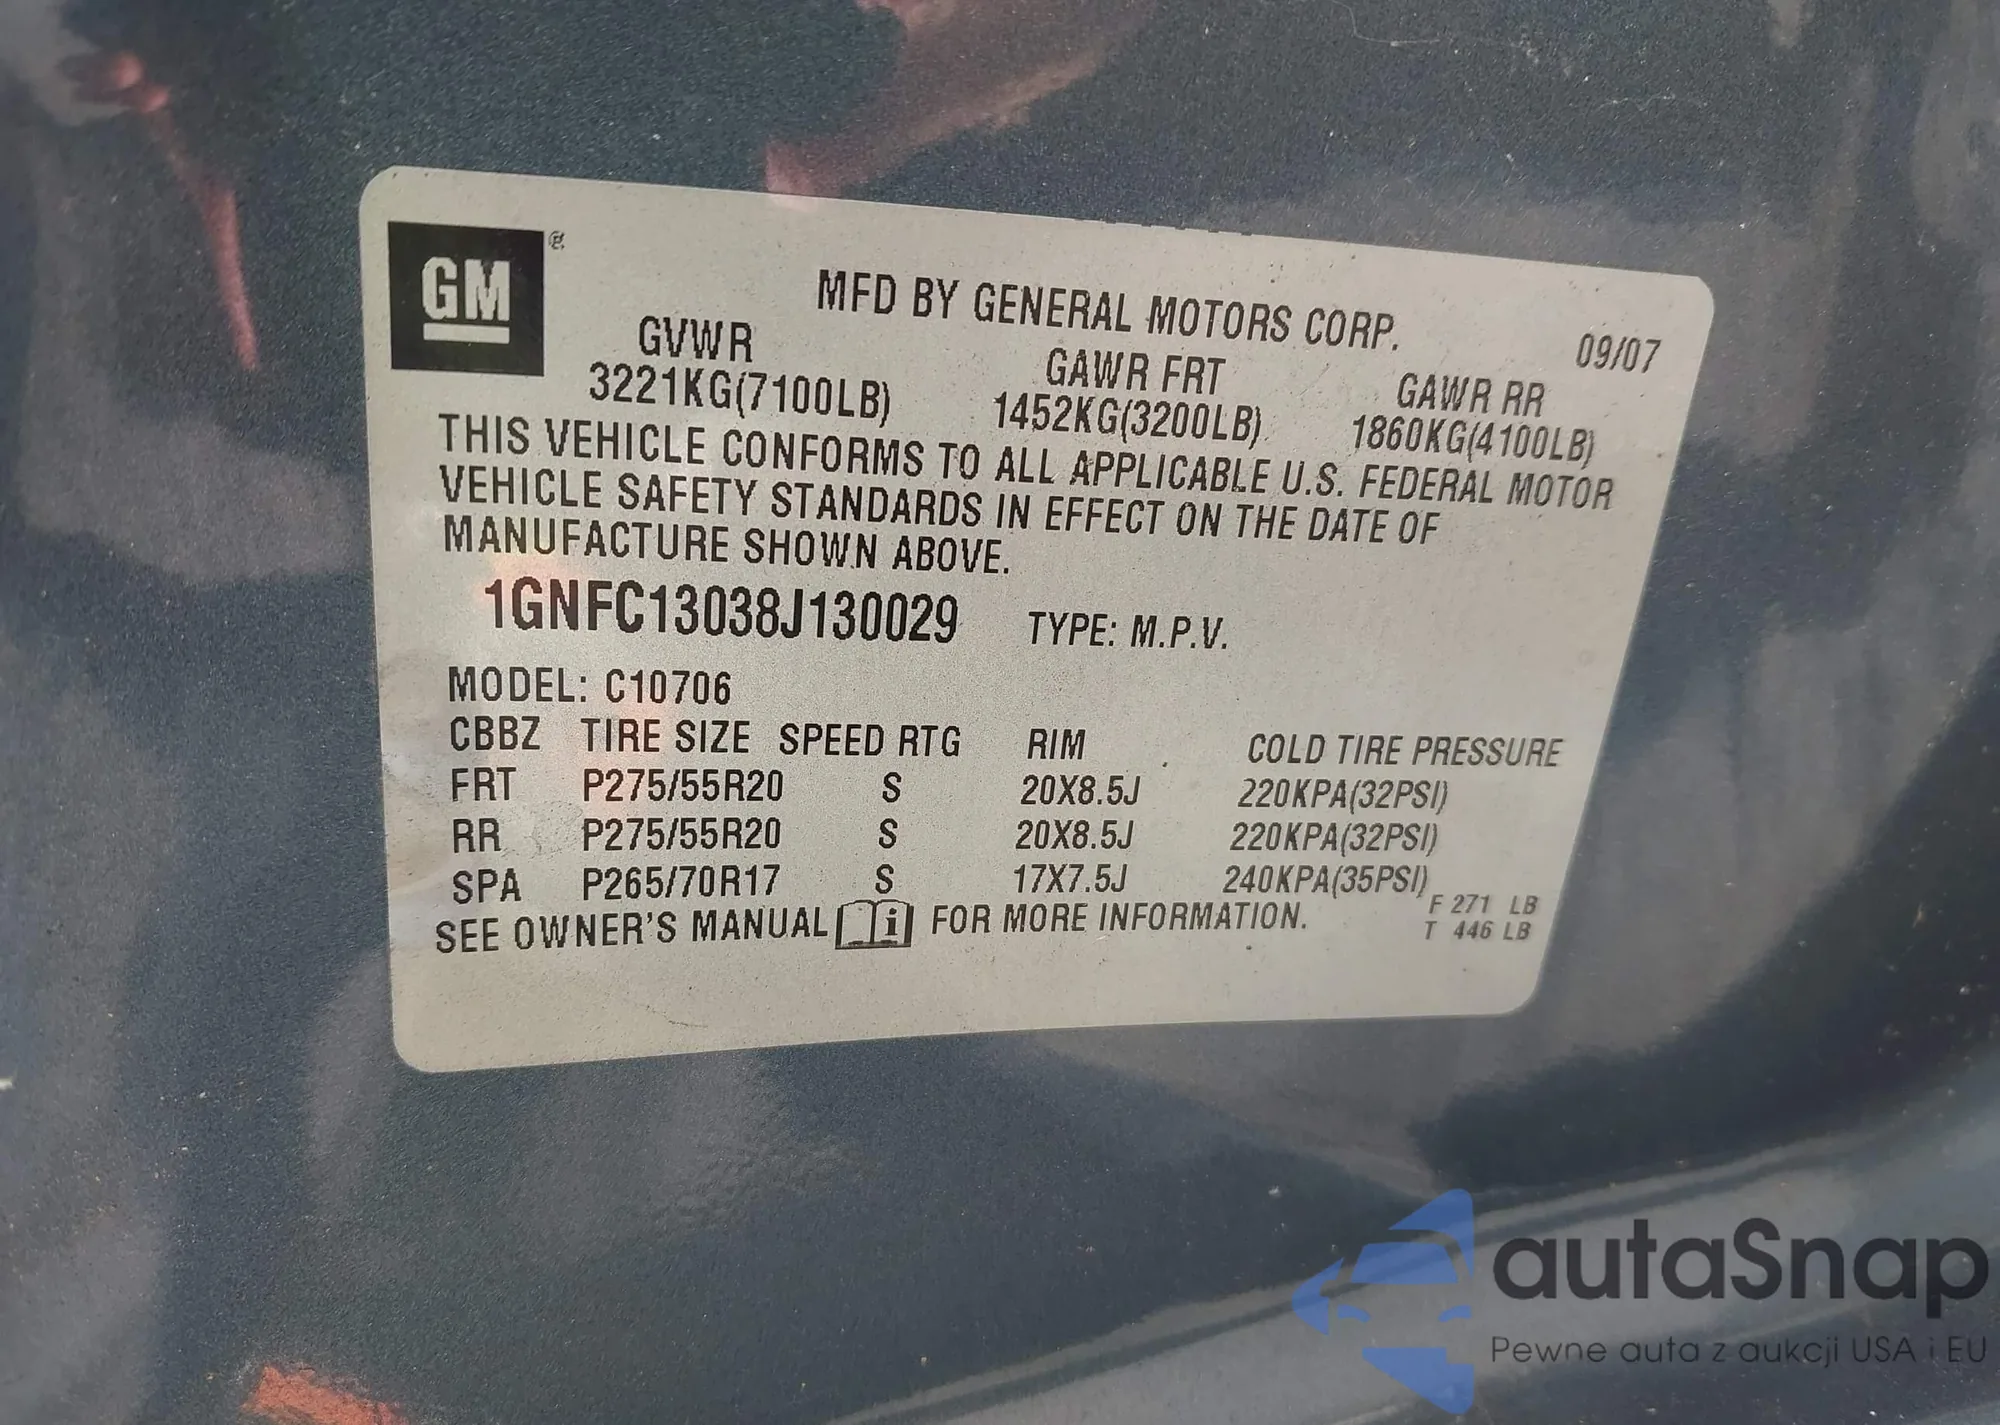 GM ®
MFD BY GENERAL MOTORS CORP. 09/07
GVWR GAWR FRT GAWR RR
3221KG(7100LB) 1452KG(3200LB) 1860KG(4100LB)
THIS VEHICLE CONFORMS TO ALL APPLICABLE U.S. FEDERAL MOTOR
VEHICLE SAFETY STANDARDS IN EFFECT ON THE DATE OF
MANUFACTURE SHOWN ABOVE.
1GNFC13038J130029 TYPE: M.P.V.
MODEL: C10706
CBBZ TIRE SIZE SPEED RTG RIM COLD TIRE PRESSURE
FRT P275/55R20 S 20X8.5J 220KPA(32PSI)
RR P275/55R20 S 20X8.5J 220KPA(32PSI)
SPA P265/70R17 S 17X7.5J 240KPA(35PSI)
SEE OWNER'S MANUAL i FOR MORE INFORMATION.
F 271 LB
T 446 LB
autaSnap
Pewne auta z aukcji USA i EU